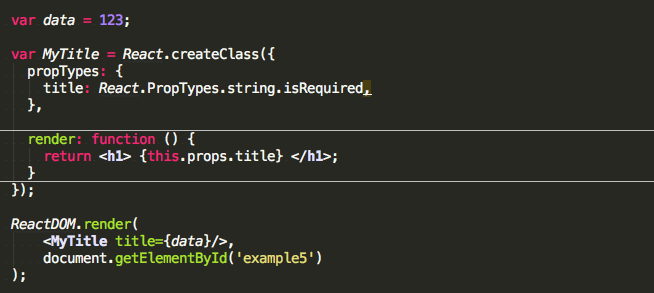 var data = 123;
var MyTitle = React.createClass({
propTypes: {
title: React.PropTypes.string.isRequired,
},
render: function () {
return <h1> {this.props.title} </h1>;
}
});
ReactDOM.render(
<MyTitle title={data}/>,
document.getElementById('example5')
);